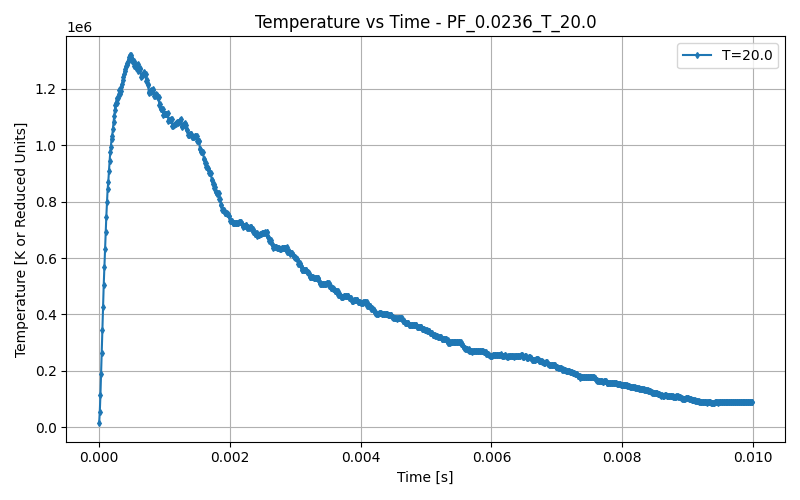 Temperature vs Time - PF_0.0236_T_20.0
1e6
T=20.0
1.2
1.0
0.8
0.6
0.4
0.2
0.0
Temperature [K or Reduced Units]
0.000 0.002 0.004 0.006 0.008 0.010
Time [s]